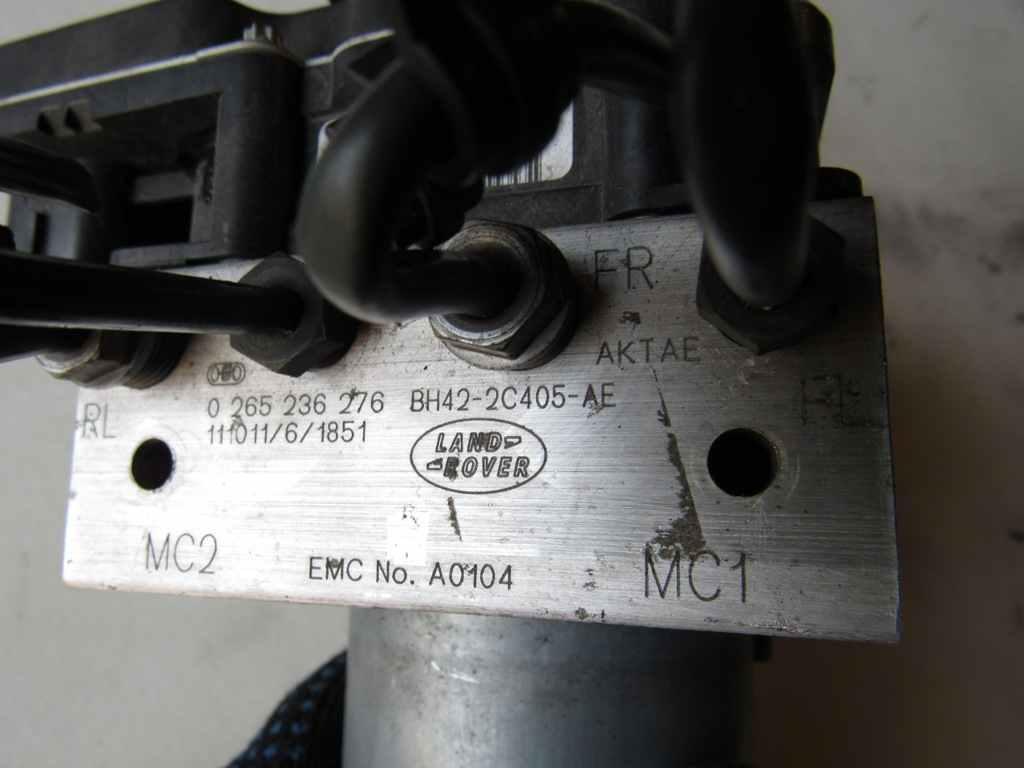 FR
AKTAE
FL
RL
0 265 236 276 BH42-2C405-AE
111011/6/1851
LAND-
-ROVER
MC2
EMC No. A0104
MC1